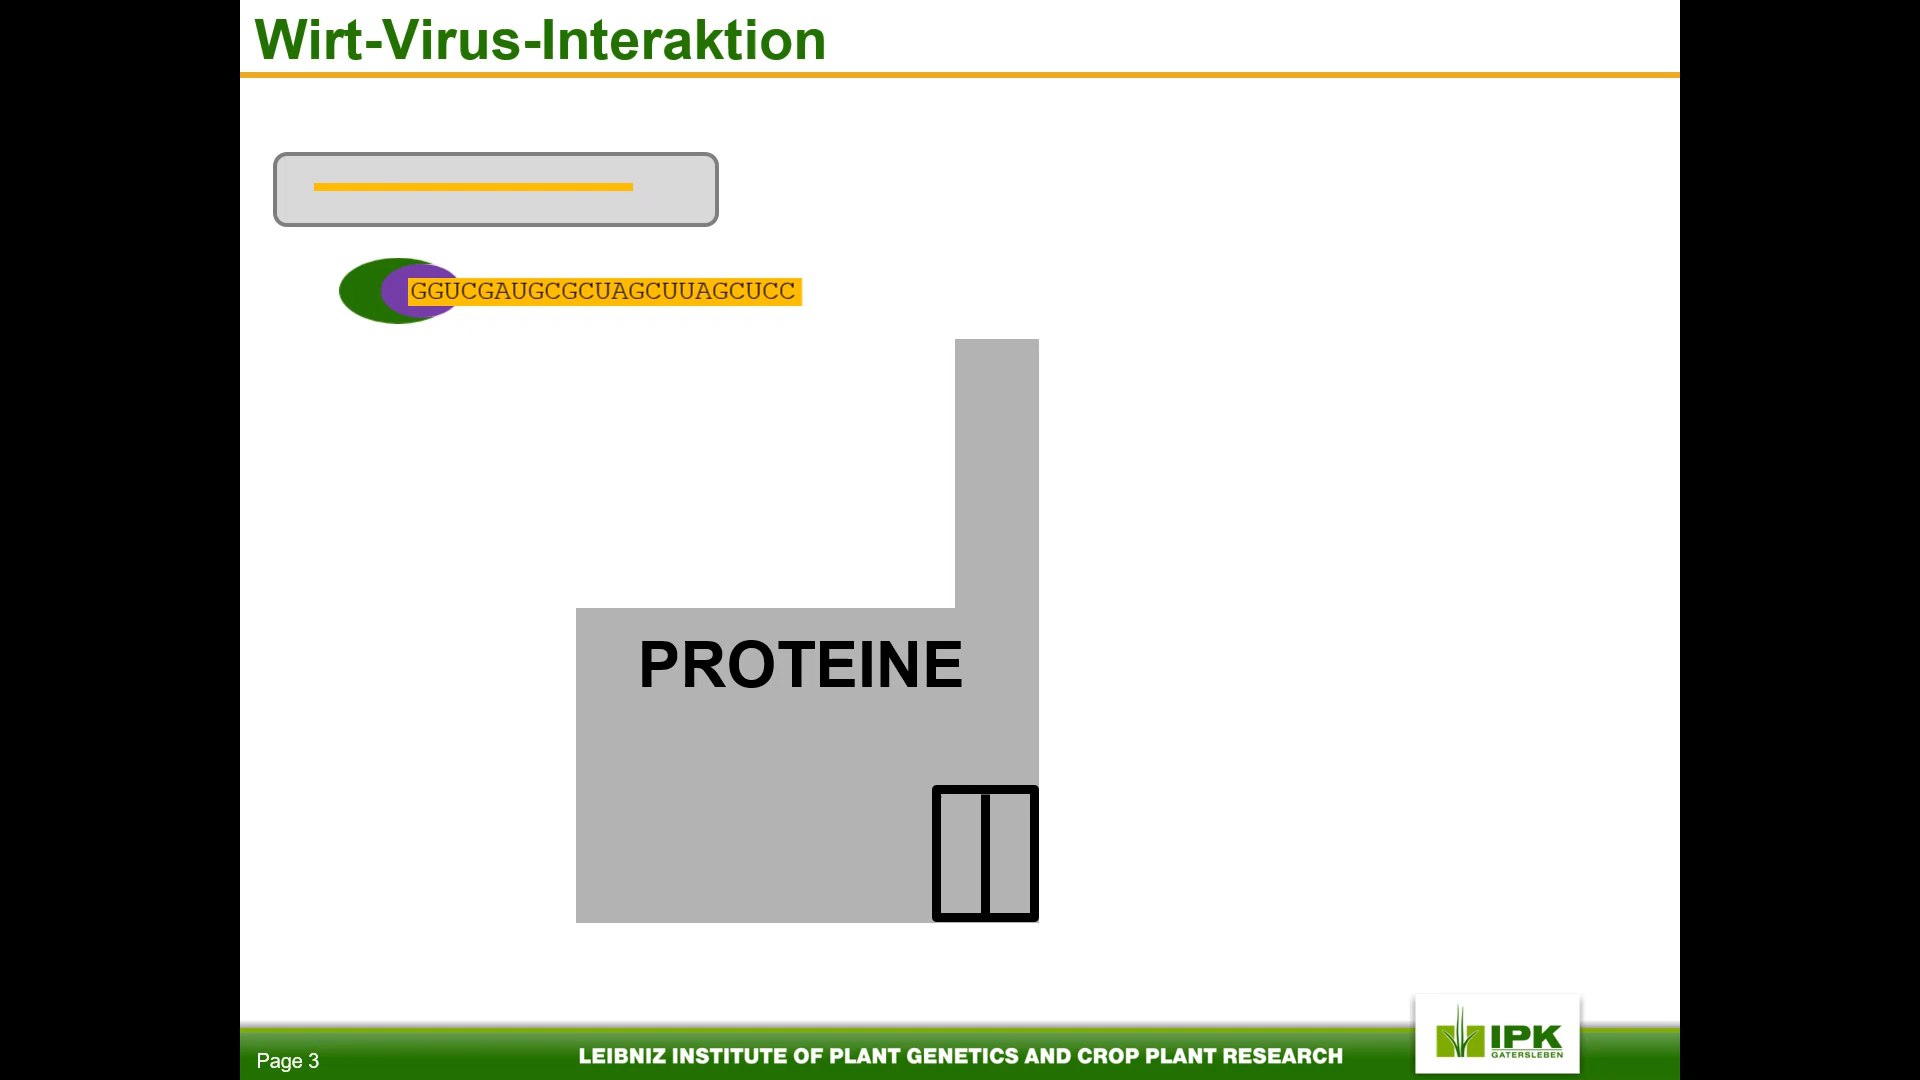 Wirt-Virus-Interaktion
GGUCGAUGCGCUAGCUUAGCUCC
PROTEINE
Page 3
LEIBNIZ INSTITUTE OF PLANT GENETICS AND CROP PLANT RESEARCH
IPK
GATERSLEBEN